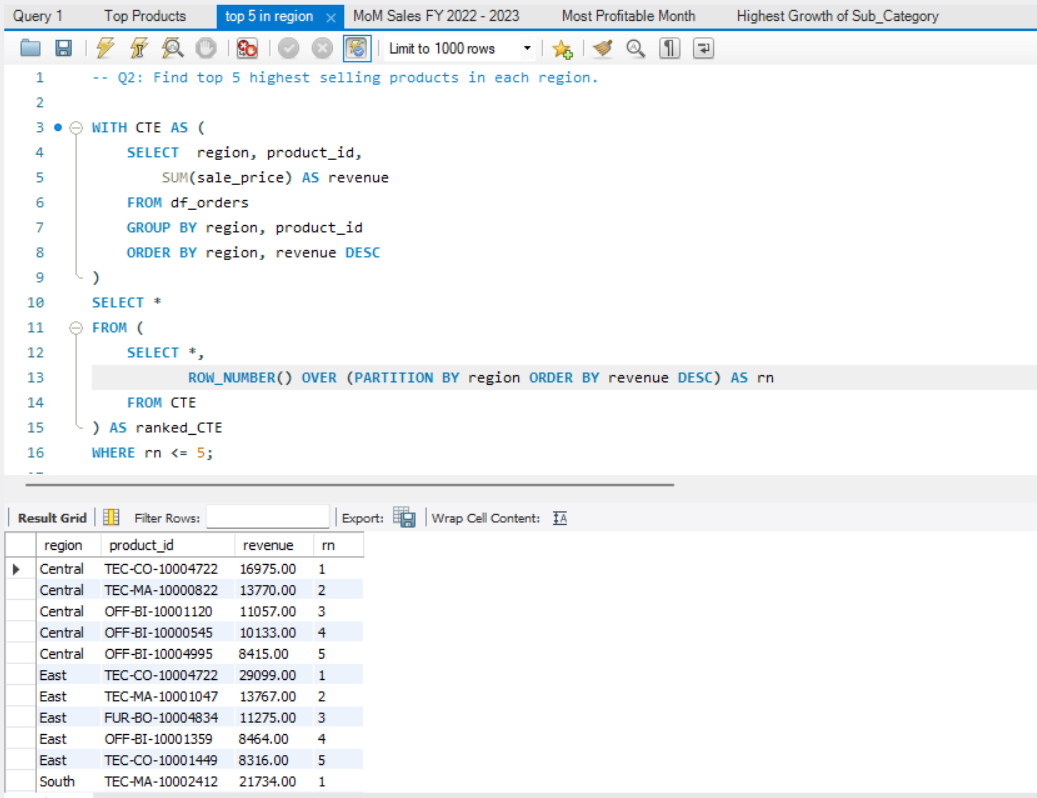 Query 1 Top Products top 5 in region MoM Sales FY 2022 - 2023 Most Profitable Month Highest Growth of Sub_Category
Limit to 1000 rows
1 -- Q2: Find top 5 highest selling products in each region.
2
3 WITH CTE AS (
4 SELECT region, product_id,
5 SUM(sale_price) AS revenue
6 FROM df_orders
7 GROUP BY region, product_id
8 ORDER BY region, revenue DESC
9 )
10 SELECT *
11 FROM (
12 SELECT *,
13 ROW_NUMBER() OVER (PARTITION BY region ORDER BY revenue DESC) AS rn
14 FROM CTE
15 ) AS ranked_CTE
16 WHERE rn <= 5;
Result Grid Filter Rows: Export: Wrap Cell Content: IA
region product_id revenue rn
Central TEC-CO-10004722 16975.00 1
Central TEC-MA-10000822 13770.00 2
Central OFF-BI-10001120 11057.00 3
Central OFF-BI-10000545 10133.00 4
Central OFF-BI-10004995 8415.00 5
East TEC-CO-10004722 29099.00 1
East TEC-MA-10001047 13767.00 2
East FUR-BO-10004834 11275.00 3
East OFF-BI-10001359 8464.00 4
East TEC-CO-10001449 8316.00 5
South TEC-MA-10002412 21734.00 1